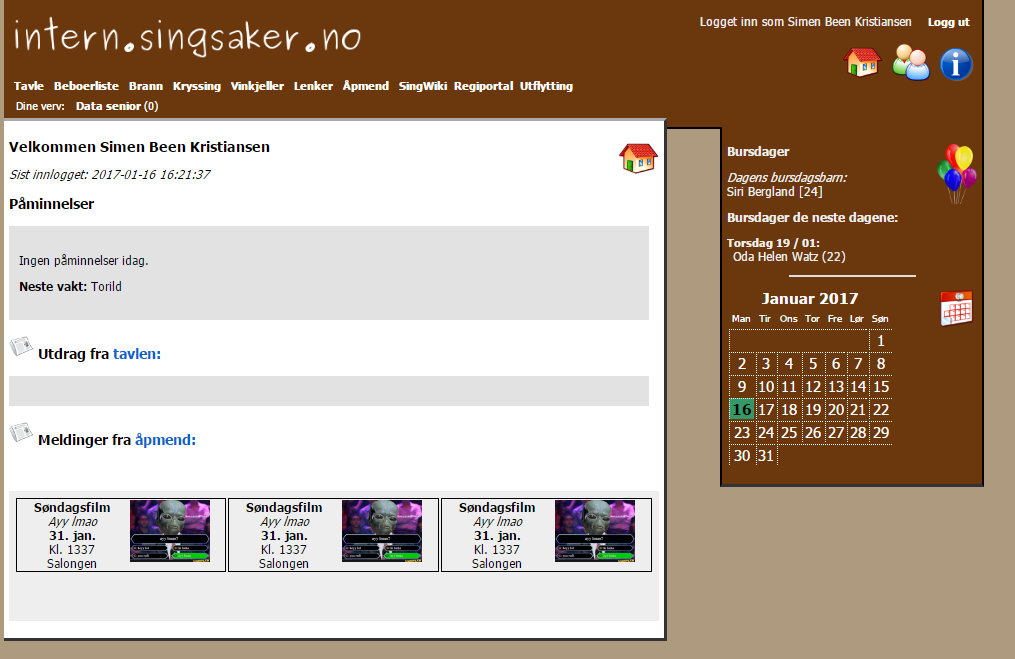 intern.singsaker.no
Logget inn som Simen Been Kristiansen Logg ut
Tavle Beboerliste Brann Kryssing Vinkjeller Lenker Åpmend SingWiki Regiportal Utflytting
Dine verv: Data senior (0)
Velkommen Simen Been Kristiansen
Sist innlogget: 2017-01-16 16:21:37
Påminnelser
Ingen påminnelser idag.
Neste vakt: Torild
Utdrag fra tavlen:
Meldinger fra åpmend:
Søndagsfilm
Ayy lmao
31. jan.
Kl. 1337
Salongen
Søndagsfilm
Ayy lmao
31. jan.
Kl. 1337
Salongen
Søndagsfilm
Ayy lmao
31. jan.
Kl. 1337
Salongen
Bursdager
Dagens bursdagsbarn:
Siri Bergland [24]
Bursdager de neste dagene:
Torsdag 19 / 01:
Oda Helen Watz (22)
Januar 2017
Man Tir Ons Tor Fre Lør Søn
1
2 3 4 5 6 7 8
9 10 11 12 13 14 15
16 17 18 19 20 21 22
23 24 25 26 27 28 29
30 31